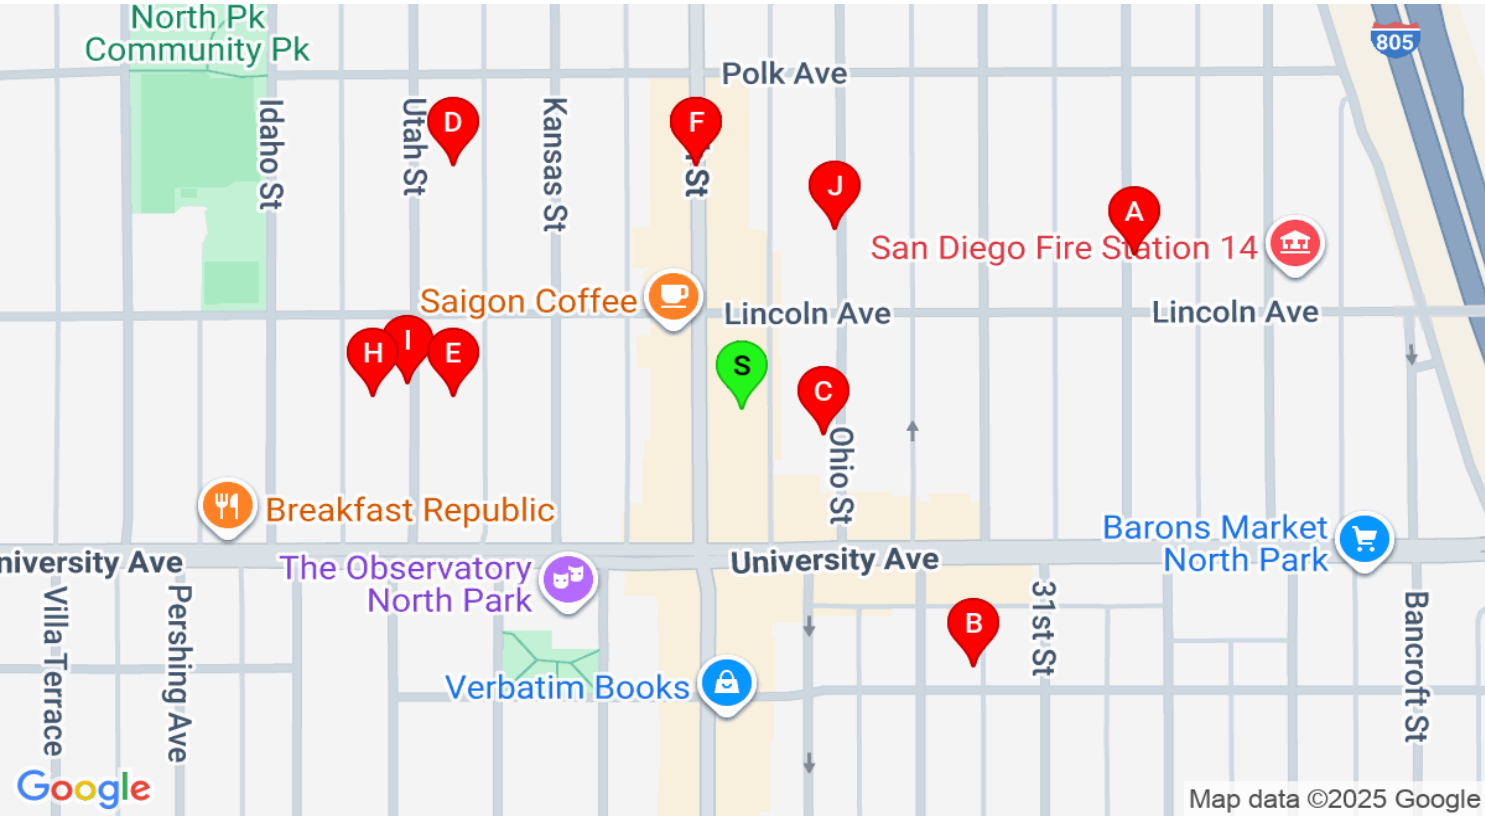 North Pk
Community Pk
805
Polk Ave
Idaho St
Utah St
D
Kansas St
F
St
J
A
San Diego Fire Station 14
Saigon Coffee
Lincoln Ave
Lincoln Ave
H
I
E
S
C
Ohio St
Breakfast Republic
Barons Market
North Park
niversity Ave
University Ave
The Observatory
North Park
Villa Terrace
Pershing Ave
31st St
B
Bancroft St
Verbatim Books
Google
Map data ©2025 Google